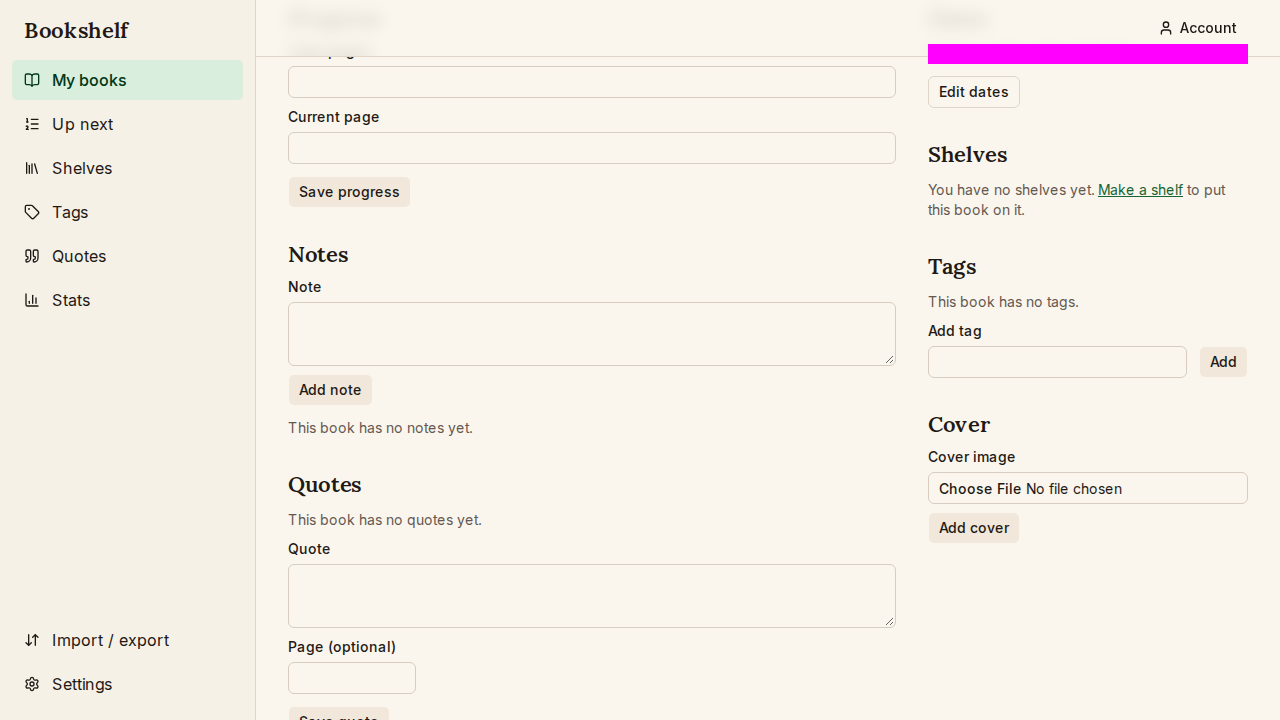 Bookshelf
My books
Up next
Shelves
Tags
Quotes
Stats
Import / export
Settings
Account
Current page
Save progress
Notes
Note
Add note
This book has no notes yet.
Quotes
This book has no quotes yet.
Quote
Page (optional)
Save quote
Edit dates
Shelves
You have no shelves yet. Make a shelf to put
this book on it.
Tags
This book has no tags.
Add tag
Add
Cover
Cover image
Choose File No file chosen
Add cover